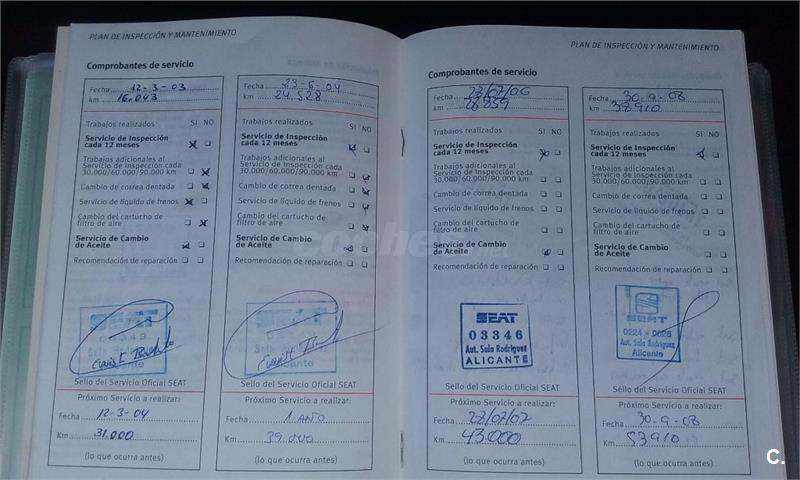 PLAN DE INSPECCIÓN Y MANTENIMIENTO
Comprobantes de servicio
Fecha 12-3-03
km 16.043
Trabajos realizados SI NO
Servicio de Inspección
cada 12 meses
Trabajos adicionales al
Servicio de Inspección cada
30.000/60.000/90.000 km
Cambio de correa dentada
Servicio de líquido de frenos
Cambio del cartucho de
filtro de aire
Servicio de Cambio
de Aceite
Recomendación de reparación
Alicante
Sello del Servicio Oficial SEAT
Próximo Servicio a realizar:
Fecha 12-3-04
Km 31.000
(lo que ocurra antes)
Fecha 23-6-04
km 24.528
Trabajos realizados SI NO
Servicio de Inspección
cada 12 meses
Trabajos adicionales al
Servicio de Inspección cada
30.000/60.000/90.000 km
Cambio de correa dentada
Servicio de líquido de frenos
Cambio del cartucho de
filtro de aire
Servicio de Cambio
de Aceite
Recomendación de reparación
SEAT
Alicante
Sello del Servicio Oficial SEAT
Próximo Servicio a realizar:
Fecha 1 AÑO
Km 39.000
(lo que ocurra antes)
PLAN DE INSPECCIÓN Y MANTENIMIENTO
Comprobantes de servicio
Fecha
km 28.859
Trabajos realizados SI NO
Servicio de Inspección
cada 12 meses
Trabajos adicionales al
Servicio de Inspección cada
30.000/60.000/90.000 km
Cambio de correa dentada
Servicio de líquido de frenos
Cambio del cartucho de
filtro de aire
Servicio de Cambio
de Aceite
Recomendación de reparación
SEAT
03346
Aut. Sala Rodriguez
ALICANTE
Sello del Servicio Oficial SEAT
Próximo Servicio a realizar:
Fecha
Km 43.000
(lo que ocurra antes)
Fecha 30-9-08
km 38910
Trabajos realizados SI NO
Servicio de Inspección
cada 12 meses
Trabajos adicionales al
Servicio de Inspección cada
30.000/60.000/90.000 km
Cambio de correa dentada
Servicio de líquido de frenos
Cambio del cartucho de
filtro de aire
Servicio de Cambio
de Aceite
Recomendación de reparación
SEAT
Aut. Sala Rodriguez
Alicante
Sello del Servicio Oficial SEAT
Próximo Servicio a realizar:
Fecha 30-9-08
Km 53910
(lo que ocurra antes)
C.